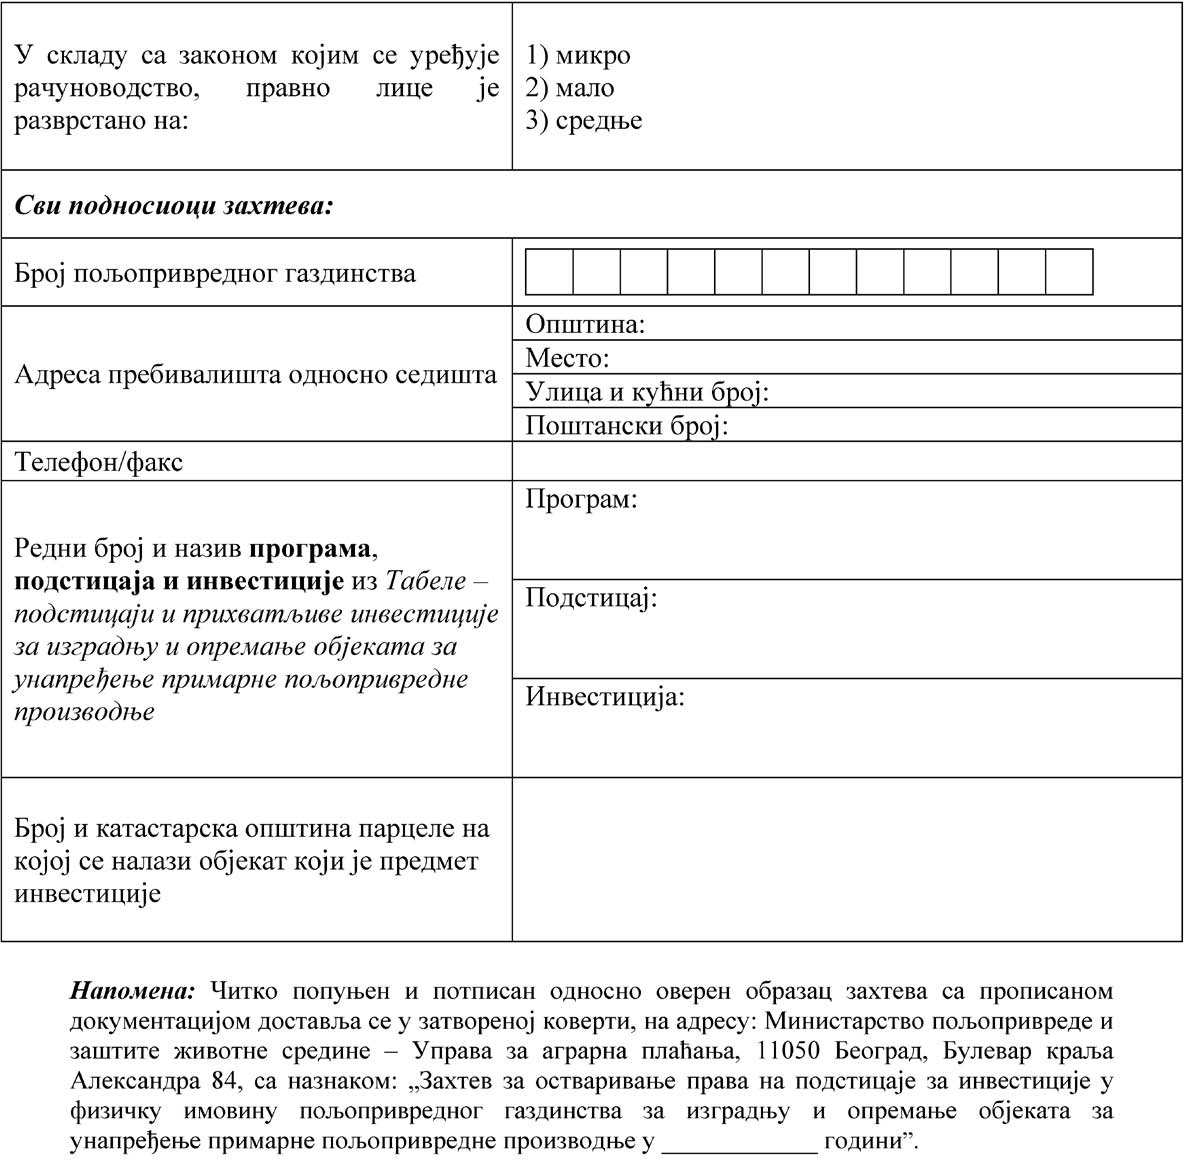 У складу са законом којим се уређује
рачуноводство, правно лице је
разврстано на:
1) микро
2) мало
3) средње
Сви подносиоци захтева:
Број пољопривредног газдинства
Адреса пребивалишта односно седишта
Општина:
Место:
Улица и кућни број:
Поштански број:
Телефон/факс
Редни број и назив програма,
подстицаја и инвестиције из Табеле –
подстицаји и прихватљиве инвестиције
за изградњу и опремање објеката за
унапређење примарне пољопривредне
производње
Програм:
Подстицај:
Инвестиција:
Број и катастарска општина парцеле на
којој се налази објекат који је предмет
инвестиције
Напомена: Читко попуњен и потписан односно оверен образац захтева са прописаном
документацијом доставља се у затвореној коверти, на адресу: Министарство пољопривреде и
заштите животне средине – Управа за аграрна плаћања, 11050 Београд, Булевар краља
Александра 84, са назнаком: „Захтев за остваривање права на подстицаје за инвестиције у
физичку имовину пољопривредног газдинства за изградњу и опремање објеката за
унапређење примарне пољопривредне производње у ____________ години”.